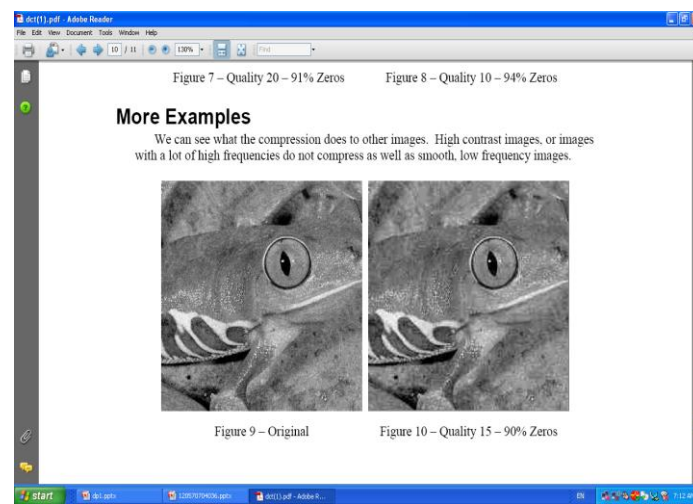 dct(1).pdf - Adobe Reader
File Edit View Document Tools Window Help
10 / 11 130% Find
Figure 7 – Quality 20 – 91% Zeros Figure 8 – Quality 10 – 94% Zeros
More Examples
We can see what the compression does to other images. High contrast images, or images
with a lot of high frequencies do not compress as well as smooth, low frequency images.
Figure 9 – Original Figure 10 – Quality 15 – 90% Zeros
start dp1.pptx dct(1).pdf - Adobe R... EN 7:12 AM